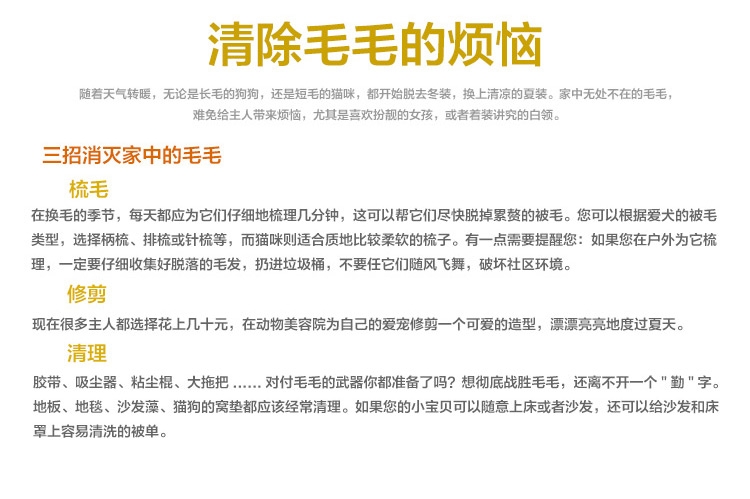 清除毛毛的烦恼
随着天气转暖，无论是长毛的狗狗，还是短毛的猫咪，都开始脱去冬装，换上清凉的夏装。家中无处不在的毛毛，
难免给主人带来烦恼，尤其是喜欢扮靓的女孩，或者着装讲究的白领。
三招消灭家中的毛毛
梳毛
在换毛的季节，每天都应为它们仔细地梳理几分钟，这可以帮它们尽快脱掉累赘的被毛。您可以根据爱犬的被毛
类型，选择柄梳、排梳或针梳等，而猫咪则适合质地比较柔软的梳子。有一点需要提醒您：如果您在户外为它梳
理，一定要仔细收集好脱落的毛发，扔进垃圾桶，不要任它们随风飞舞，破坏社区环境。
修剪
现在很多主人都选择花上几十元，在动物美容院为自己的爱宠修剪一个可爱的造型，漂漂亮亮地度过夏天。
清理
胶带、吸尘器、粘尘棍、大拖把 …… 对付毛毛的武器你都准备了吗？想彻底战胜毛毛，还离不开一个 " 勤 " 字。
地板、地毯、沙发藻、猫狗的窝垫都应该经常清理。如果您的小宝贝可以随意上床或者沙发，还可以给沙发和床
罩上容易清洗的被单。